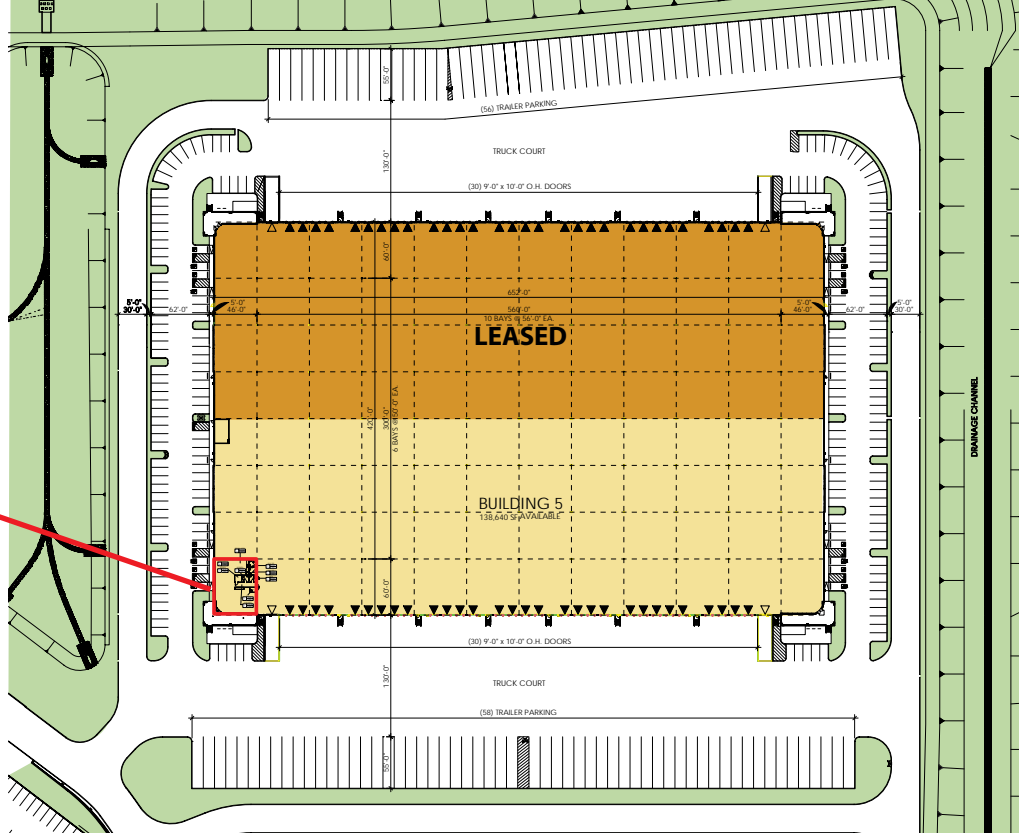 55'-0"
(56) TRAILER PARKING
130'-0"
TRUCK COURT
(30) 9'-0" x 10'-0" O.H. DOORS
60'-0"
652'-0"
5'-0"
30'-0"
62'-0"
5'-0"
46'-0"
560'-0"
10 BAYS @ 56'-0" EA.
5'-0"
46'-0"
62'-0"
5'-0"
30'-0"
LEASED
420'-0"
300'-0"
6 BAYS @ 50'-0" EA.
DRAINAGE CHANNEL
BUILDING 5
138,640 SF AVAILABLE
60'-0"
(30) 9'-0" x 10'-0" O.H. DOORS
130'-0"
TRUCK COURT
(58) TRAILER PARKING
55'-0"